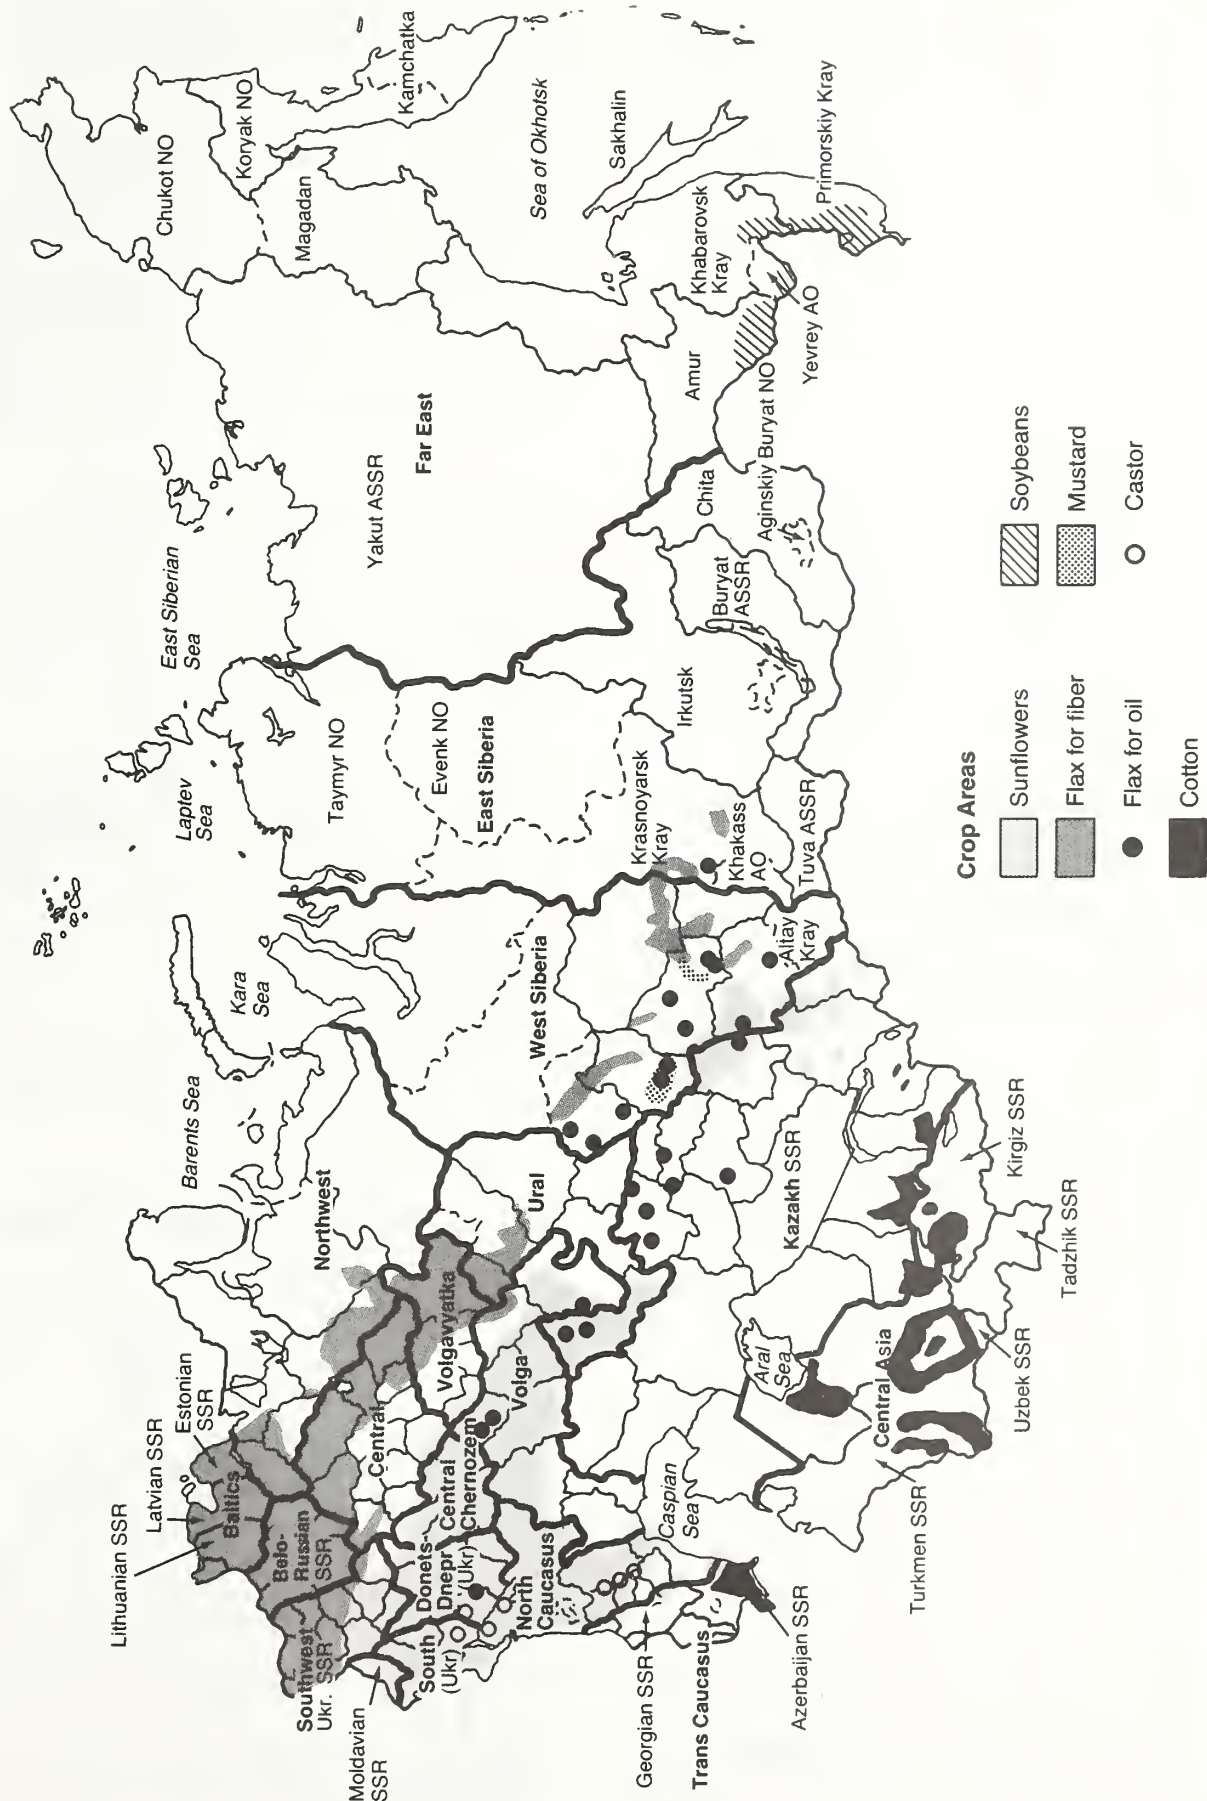 Chukot NO
Koryak NO
Kamchatka
Magadan
Sea of Okhotsk
Sakhalin
Khabarovsk
Kray
Primorskiy Kray
Yevrey AO
Amur
Yakut ASSR
Far East
East Siberian
Sea
Chita
Aginskiy Buryat NO
Buryat
ASSR
Irkutsk
Laptev
Sea
Taymyr NO
Evenk NO
East Siberia
Krasnoyarsk
Kray
Khakass
AO
Tuva ASSR
Kara
Sea
West Siberia
Altay
Kray
Barents Sea
Northwest
Ural
Kazakh SSR
Kirgiz SSR
Tadzhik SSR
Uzbek SSR
Central Asia
Aral
Sea
Turkmen SSR
Estonian
SSR
Latvian SSR
Lithuanian SSR
Baltics
Belo-
Russian
SSR
Central
Volgavyatka
Volga
Central
Chernozem
Donets-
Dnepr
(Ukr)
Southwest
Ukr. SSR
South
(Ukr)
Moldavian
SSR
North
Caucasus
Caspian
Sea
Georgian SSR
Trans Caucasus
Azerbaijan SSR
Crop Areas
Sunflowers
Flax for fiber
Flax for oil
Cotton
Soybeans
Mustard
Castor